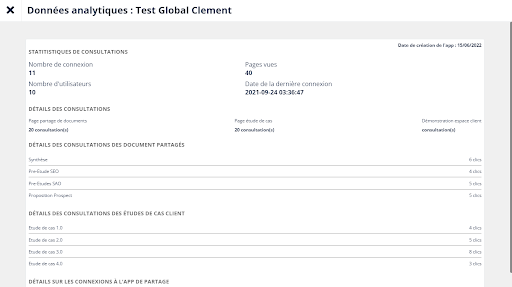 Données analytiques : Test Global Clement
Date de création de l'app : 15/06/2022
STATISTIQUES DE CONSULTATIONS
Nombre de connexion
Pages vues
11
40
Nombre d'utilisateurs
Date de la dernière connexion
10
2021-09-24 03:36:47
DÉTAILS DES CONSULTATIONS
Page partage de documents
Page étude de cas
Démonstration espace client
20 consultation(s)
20 consultation(s)
consultation(s)
DÉTAILS DES CONSULTATIONS DES DOCUMENT PARTAGÉS
Synthèse
6 clics
Pre-Etude SEO
4 clics
Pre-Etudes SAO
5 clics
Proposition Prospect
5 clics
DÉTAILS DES CONSULTATIONS DES ÉTUDES DE CAS CLIENT
Etude de cas 1.0
4 clics
Etude de cas 2.0
5 clics
Etude de cas 3.0
8 clics
Etude de cas 4.0
3 clics
DÉTAILS SUR LES CONNEXIONS À L'APP DE PARTAGE